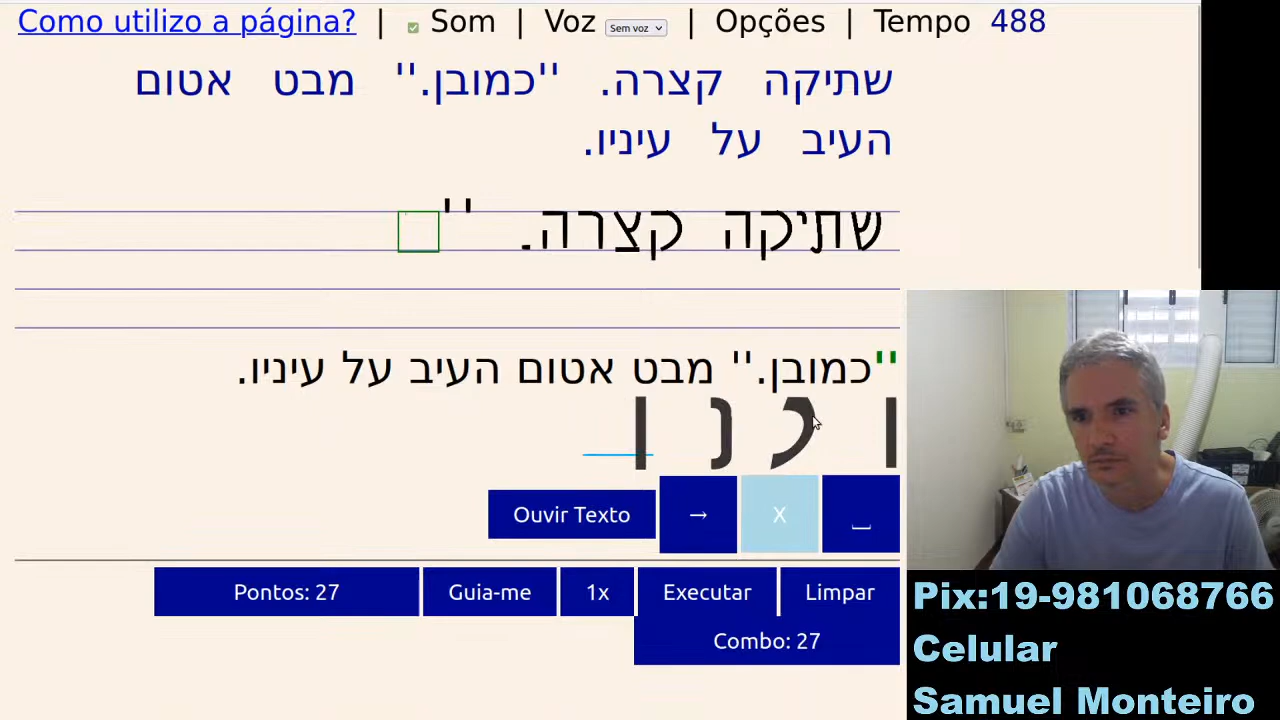 Como utilizo a página? | Som | Voz Sem voz | Opções | Tempo 488
שתיקה קצרה. ''כמובן.'' מבט אטום
העיב על עיניו.
שתיקה קצרה. ''
''כמובן.'' מבט אטום העיב על עיניו.
Ouvir Texto → X ⎵
Pontos: 27 Guia-me 1x Executar Limpar
Combo: 27
Pix:19-981068766
Celular
Samuel Monteiro